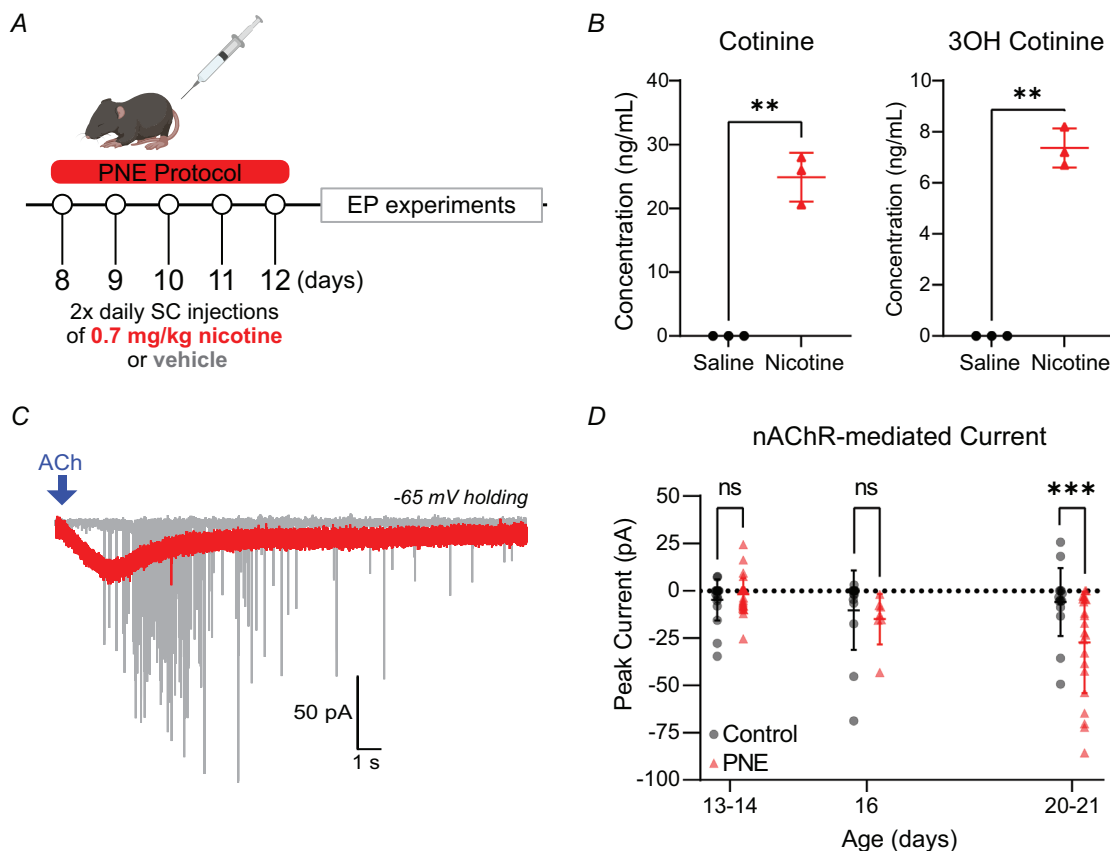 A
PNE Protocol
EP experiments
8 9 10 11 12 (days)
2x daily SC injections
of 0.7 mg/kg nicotine
or vehicle
B
Cotinine
**
Concentration (ng/mL)
40
30
20
10
0
Saline Nicotine
3OH Cotinine
**
Concentration (ng/mL)
10
8
6
4
2
0
Saline Nicotine
C
ACh
-65 mV holding
50 pA
1 s
D
nAChR-mediated Current
ns ns ***
Peak Current (pA)
50
25
0
-25
-50
-75
-100
Control
PNE
13-14 16 20-21
Age (days)